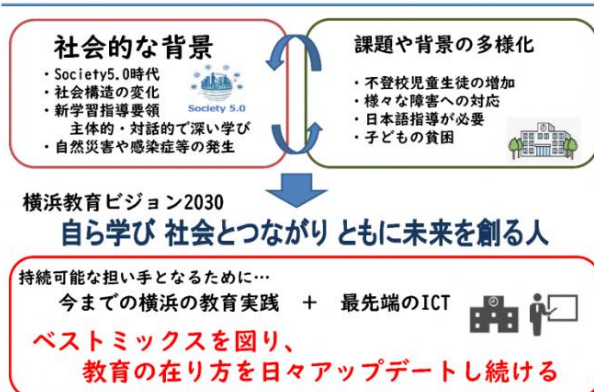 社会的な背景
・Society5.0時代
・社会構造の変化
・新学習指導要領
主体的・対話的で深い学び
・自然災害や感染症等の発生
Society 5.0
課題や背景の多様化
・不登校児童生徒の増加
・様々な障害への対応
・日本語指導が必要
・子どもの貧困
横浜教育ビジョン2030
自ら学び 社会とつながり ともに未来を創る人
持続可能な担い手となるために…
今までの横浜の教育実践 + 最先端のICT
ベストミックスを図り、
教育の在り方を日々アップデートし続ける